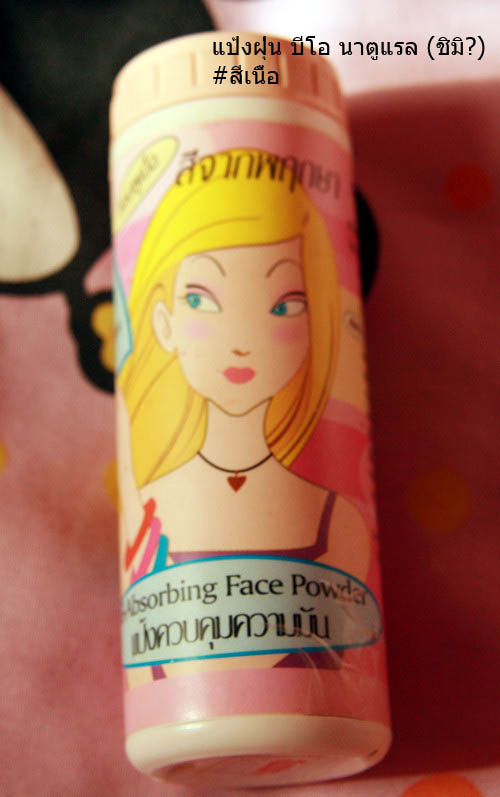 แป้งฝุ่น บีโอ นาตูแรล (ชิมิ?)
#สีเนื้อ
สีจากพฤกษา
Absorbing Face Powder
แป้งควบคุมความมัน